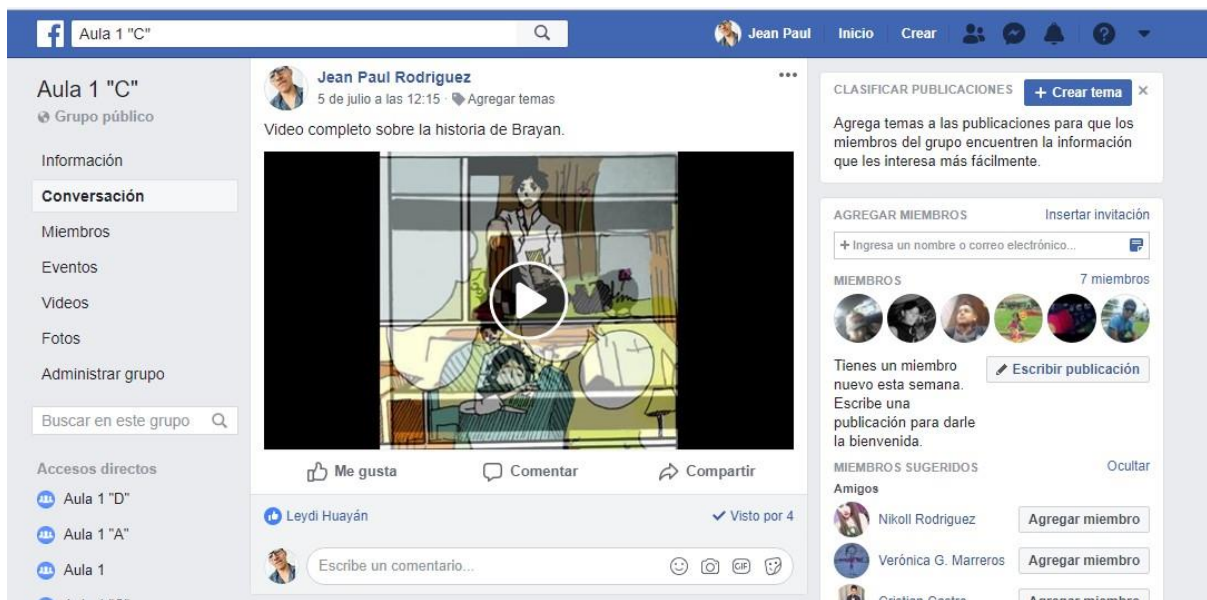 Aula 1 "C"
Jean Paul
Inicio
Crear
Aula 1 "C"
Grupo público
Información
Conversación
Miembros
Eventos
Videos
Fotos
Administrar grupo
Buscar en este grupo
Accesos directos
Aula 1 "D"
Aula 1 "A"
Aula 1
Jean Paul Rodriguez
5 de julio a las 12:15 · Agregar temas
Video completo sobre la historia de Brayan.
Me gusta
Comentar
Compartir
Leydi Huayán
Visto por 4
Escribe un comentario...
GIF
CLASIFICAR PUBLICACIONES
+ Crear tema
Agrega temas a las publicaciones para que los
miembros del grupo encuentren la información
que les interesa más fácilmente.
AGREGAR MIEMBROS
Insertar invitación
+ Ingresa un nombre o correo electrónico...
MIEMBROS
7 miembros
Tienes un miembro
nuevo esta semana.
Escribe una
publicación para darle
la bienvenida.
Escribir publicación
MIEMBROS SUGERIDOS
Ocultar
Amigos
Nikoll Rodriguez
Agregar miembro
Verónica G. Marreros
Agregar miembro
Agregar miembro